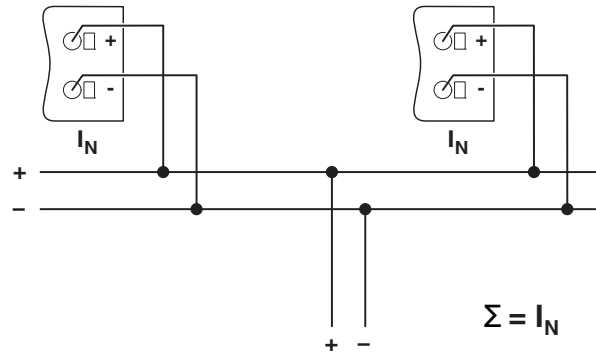 +
-
I_N
+
-
I_N
+
–
+ –
Σ = I_N